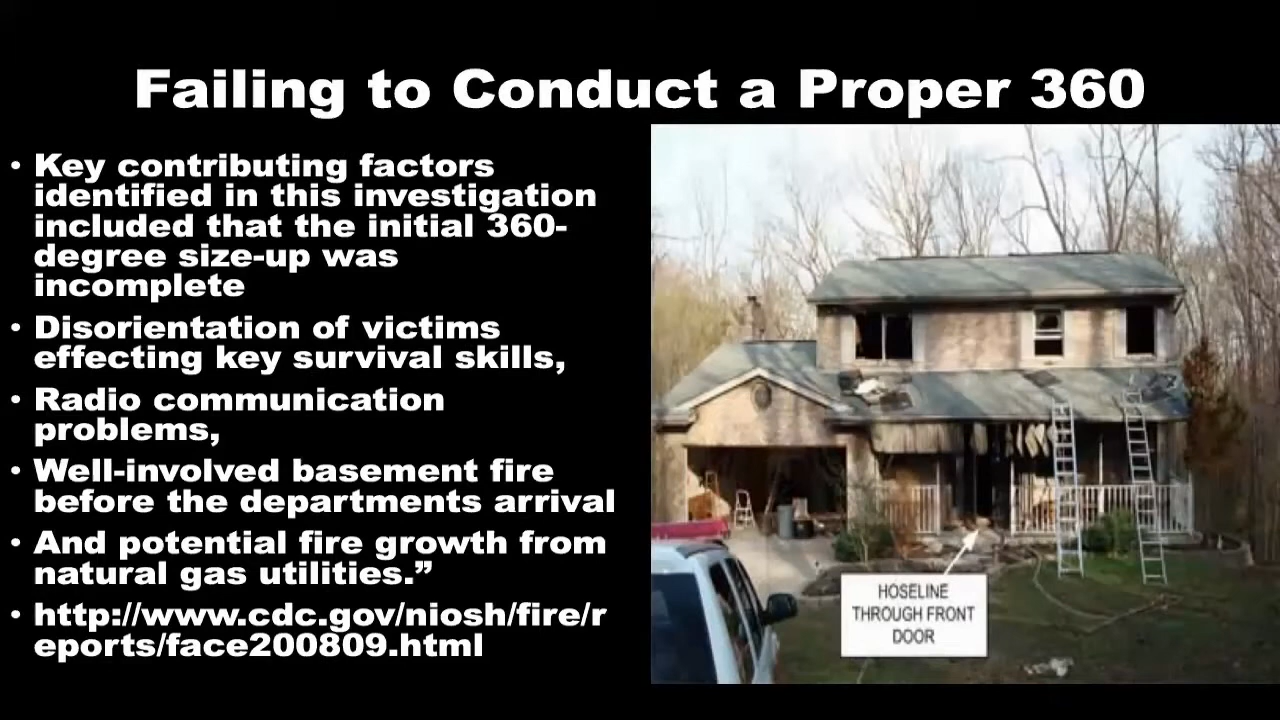 Failing to Conduct a Proper 360
• Key contributing factors
identified in this investigation
included that the initial 360-
degree size-up was
incomplete
• Disorientation of victims
effecting key survival skills,
• Radio communication
problems,
• Well-involved basement fire
before the departments arrival
• And potential fire growth from
natural gas utilities.”
• http://www.cdc.gov/niosh/fire/r
eports/face200809.html
HOSELINE
THROUGH FRONT
DOOR